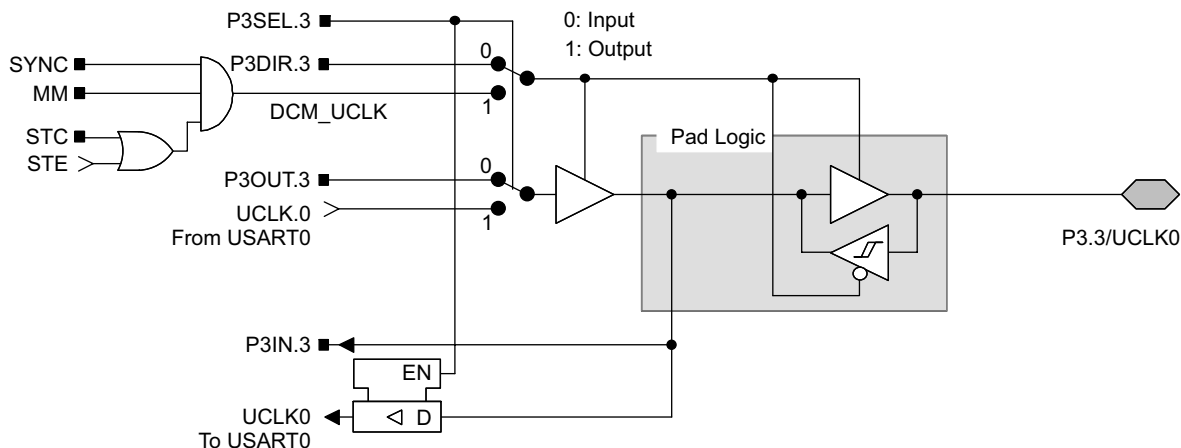 P3SEL.3
0: Input
1: Output
SYNC
P3DIR.3
0
MM
1
DCM_UCLK
STC
STE
Pad Logic
P3OUT.3
0
UCLK.0
1
From USART0
P3.3/UCLK0
P3IN.3
EN
UCLK0
D
To USART0